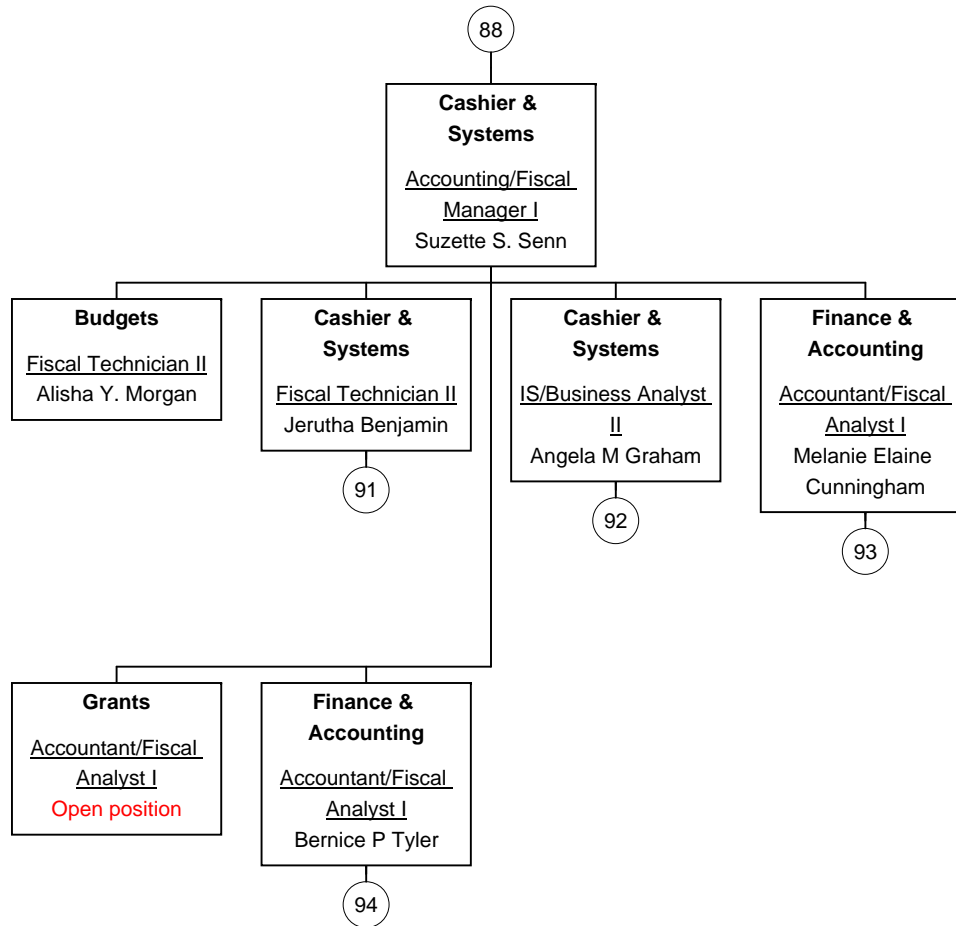 88
Cashier &
Systems
Accounting/Fiscal
Manager I
Suzette S. Senn
Budgets
Fiscal Technician II
Alisha Y. Morgan
Cashier &
Systems
Fiscal Technician II
Jerutha Benjamin
91
Cashier &
Systems
IS/Business Analyst
II
Angela M Graham
92
Finance &
Accounting
Accountant/Fiscal
Analyst I
Melanie Elaine
Cunningham
93
Grants
Accountant/Fiscal
Analyst I
Open position
Finance &
Accounting
Accountant/Fiscal
Analyst I
Bernice P Tyler
94